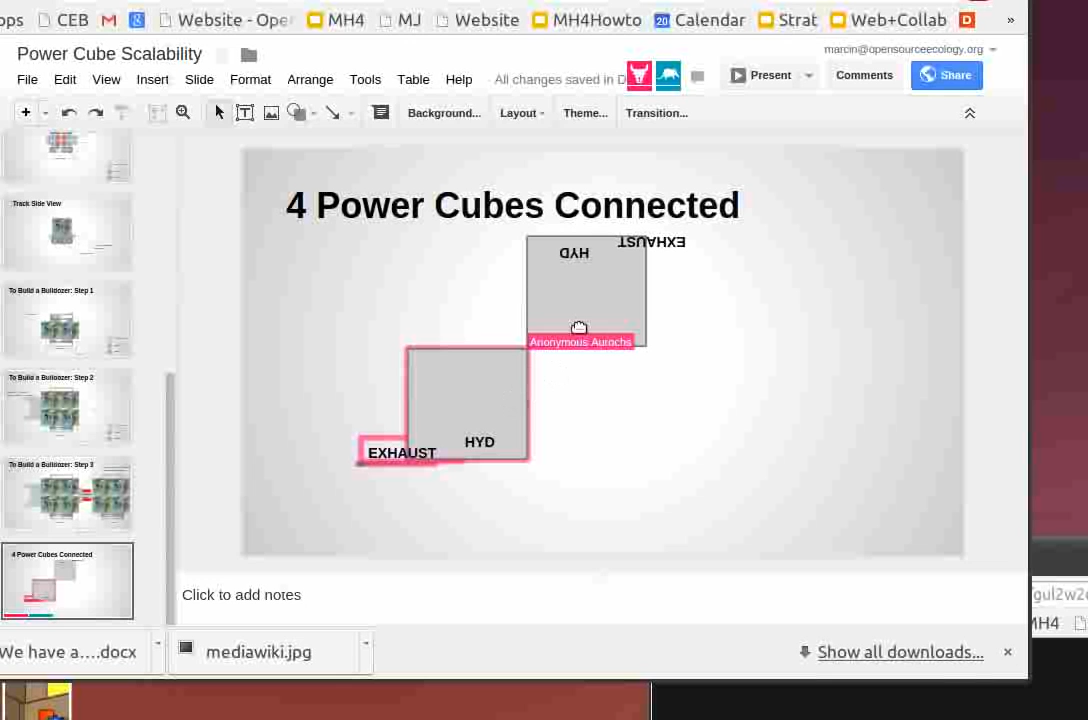 ops CEB Website - Ope MH4 MJ Website MH4Howto 20 Calendar Strat Web+Collab D »
Power Cube Scalability
marcin@opensourceecology.org
File Edit View Insert Slide Format Arrange Tools Table Help All changes saved in D
Present Comments Share
Background... Layout Theme... Transition...
Track Side View
To Build a Bulldozer: Step 1
To Build a Bulldozer: Step 2
To Build a Bulldozer: Step 3
4 Power Cubes Connected
4 Power Cubes Connected
EXHAUST
HYD
Anonymous Aurochs
HYD
EXHAUST
Click to add notes
gul2w2
MH4
We have a....docx mediawiki.jpg Show all downloads... ×